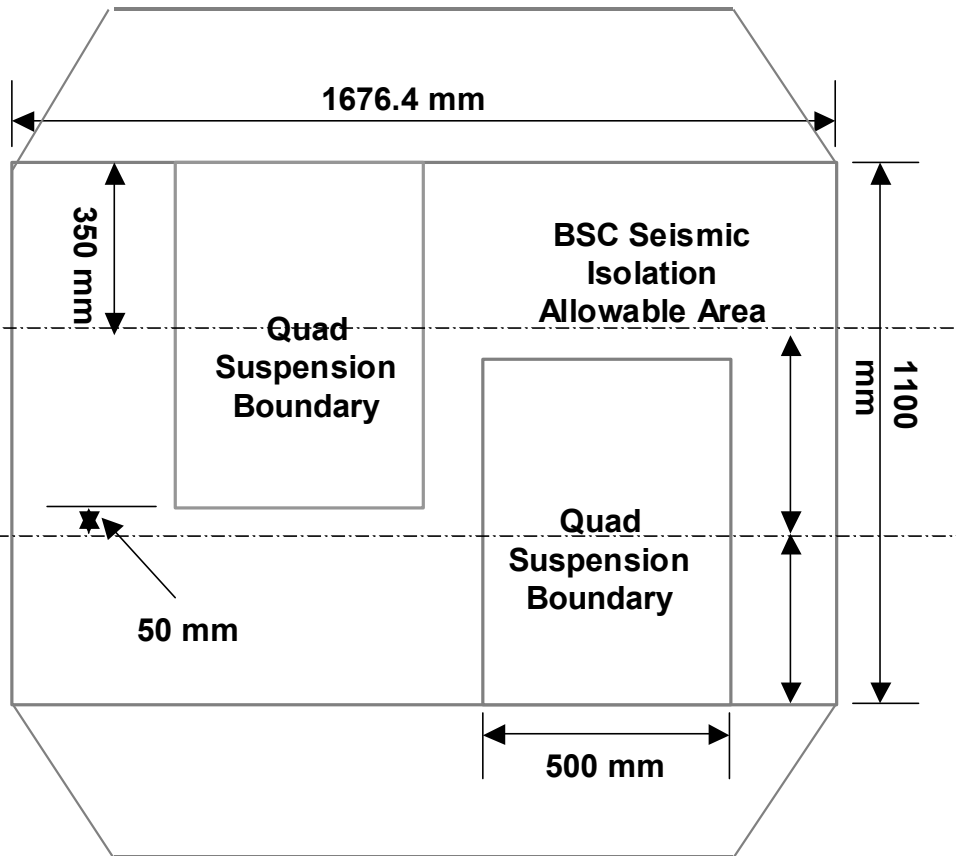 1676.4 mm
350 mm
BSC Seismic
Isolation
Allowable Area
Quad
Suspension
Boundary
1100
mm
Quad
Suspension
Boundary
50 mm
500 mm